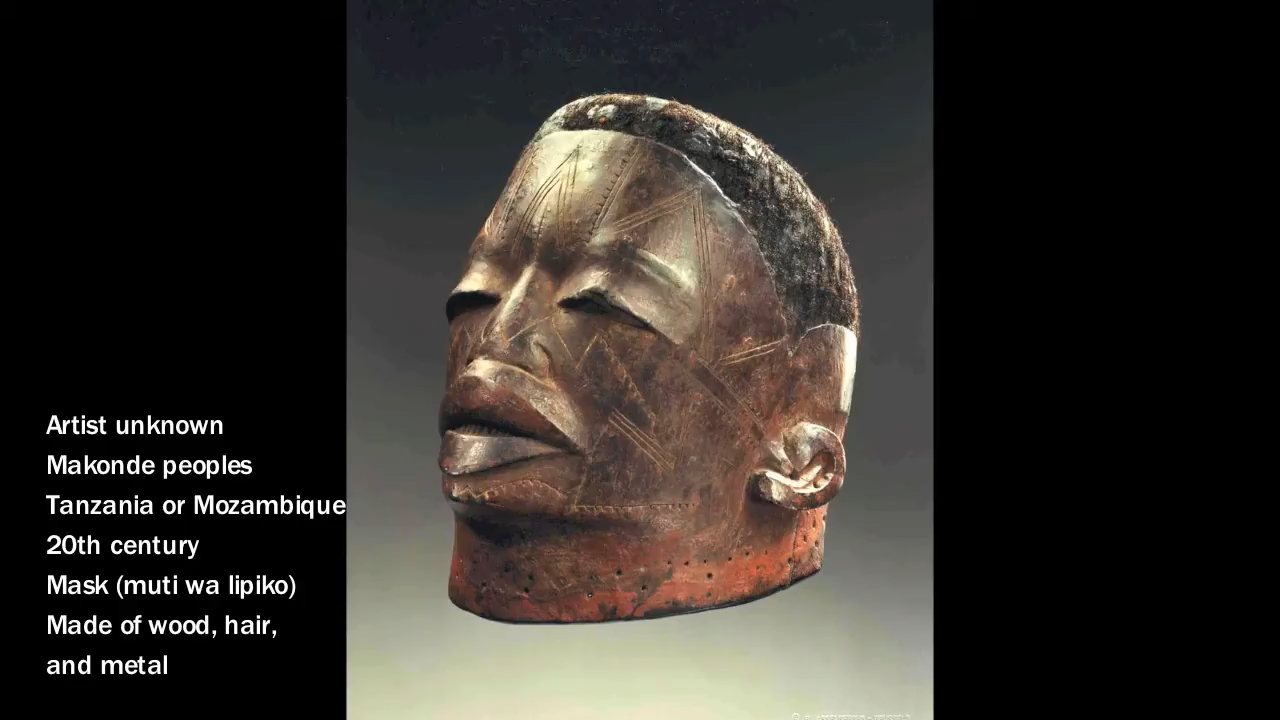 Artist unknown
Makonde peoples
Tanzania or Mozambique
20th century
Mask (muti wa lipiko)
Made of wood, hair,
and metal